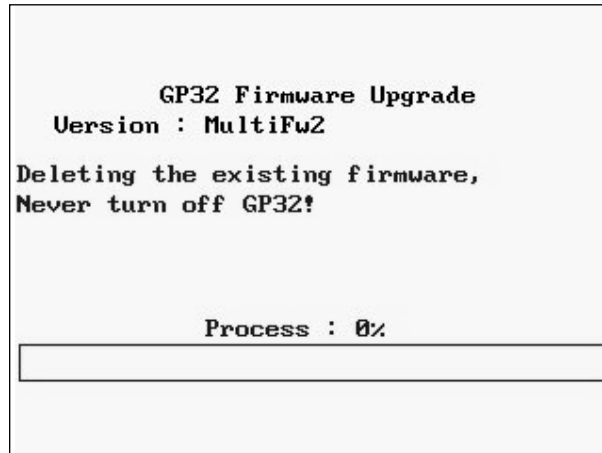 GP32 Firmware Upgrade
Version : MultiFw2
Deleting the existing firmware,
Never turn off GP32!
Process : 0%